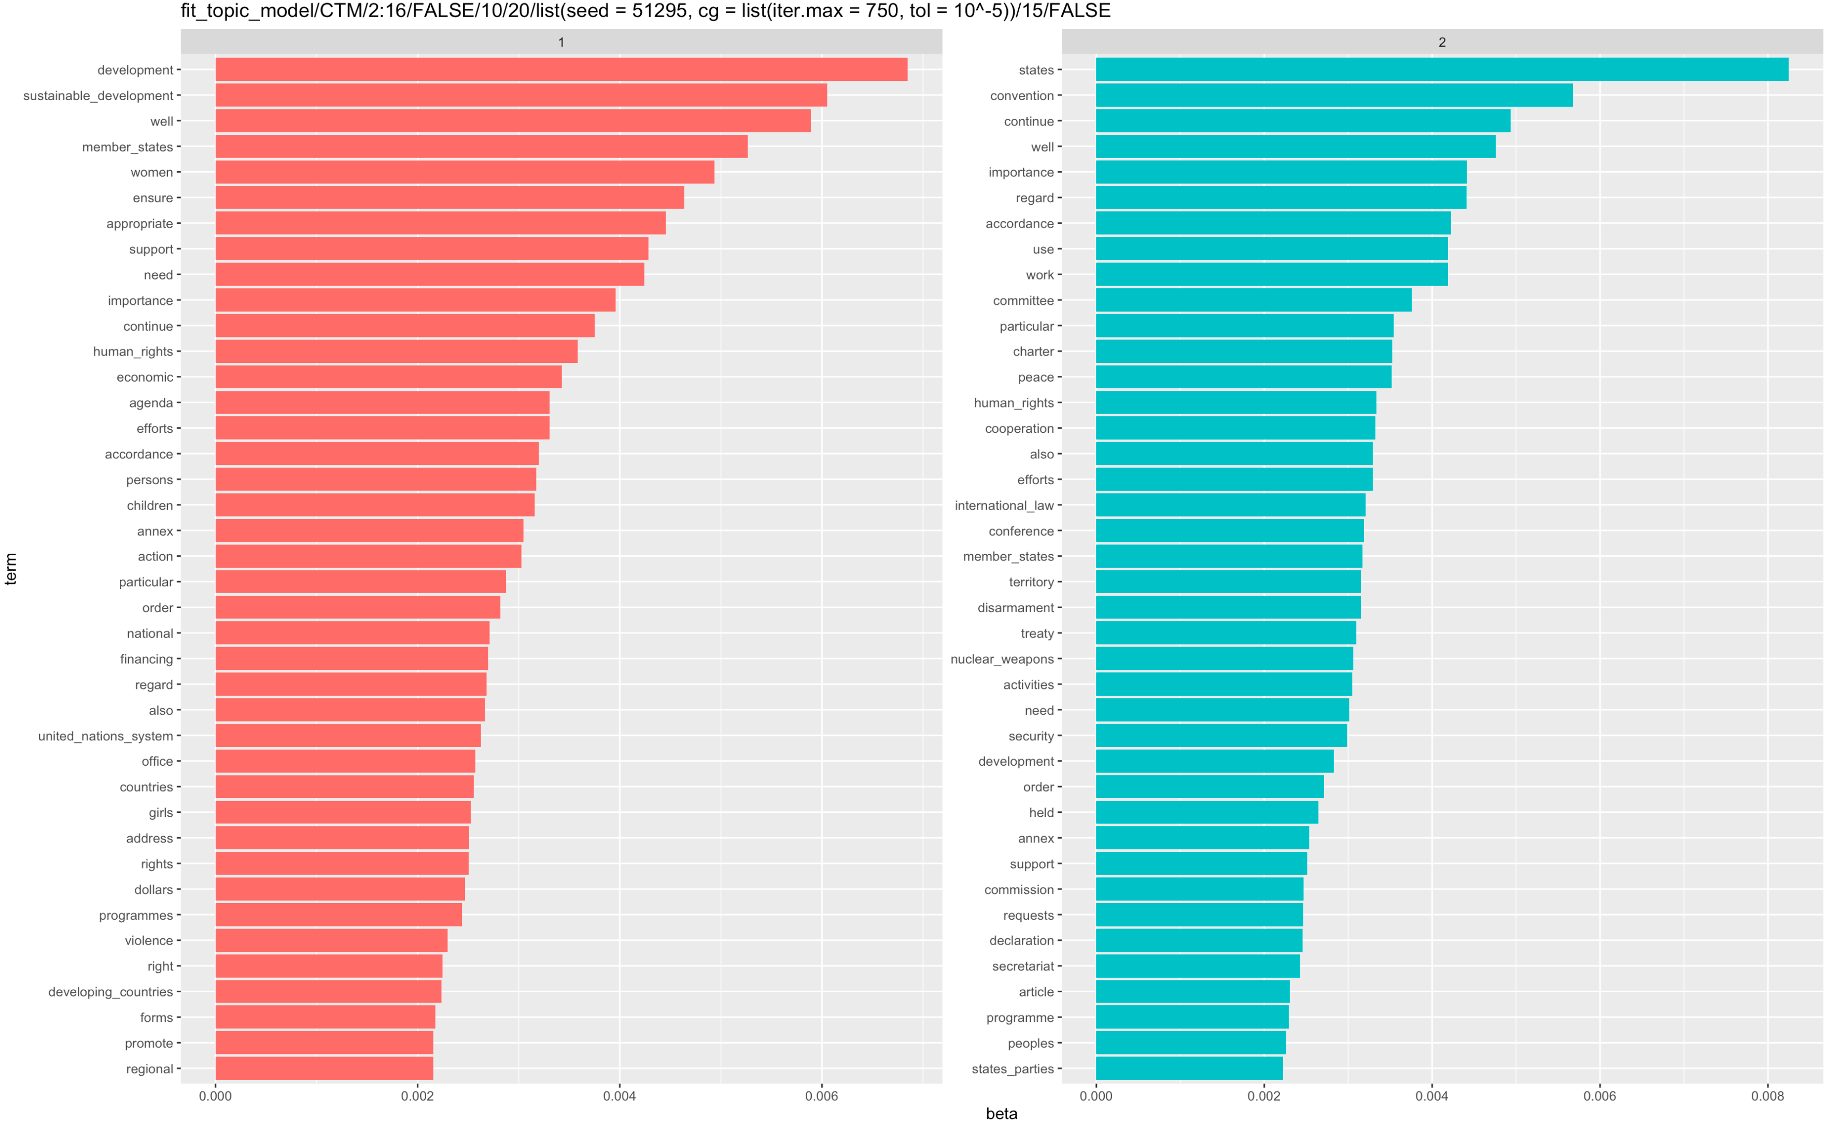 fit_topic_model/CTM/2:16/FALSE/10/20/list(seed = 51295, cg = list(iter.max = 750, tol = 10^-5))/15/FALSE
1
development
sustainable_development
well
member_states
women
ensure
appropriate
support
need
importance
continue
human_rights
economic
agenda
efforts
accordance
persons
children
annex
action
particular
order
national
financing
regard
also
united_nations_system
office
countries
girls
address
rights
dollars
programmes
violence
right
developing_countries
forms
promote
regional
0.000 0.002 0.004 0.006
2
states
convention
continue
well
importance
regard
accordance
use
work
committee
particular
charter
peace
human_rights
cooperation
also
efforts
international_law
conference
member_states
territory
disarmament
treaty
nuclear_weapons
activities
need
security
development
order
held
annex
support
commission
requests
declaration
secretariat
article
programme
peoples
states_parties
0.000 0.002 0.004 0.006 0.008
term
beta